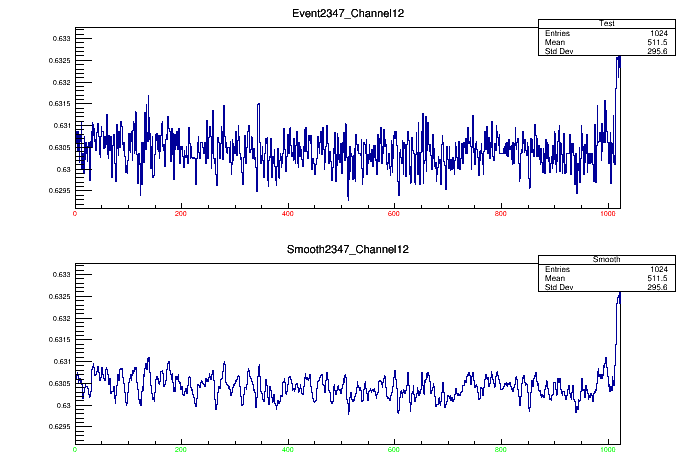 Event2347_Channel12
Test
Entries 1024
Mean 511.5
Std Dev 295.6
0.633
0.6325
0.632
0.6315
0.631
0.6305
0.63
0.6295
0 200 400 600 800 1000
Smooth2347_Channel12
Smooth
Entries 1024
Mean 511.5
Std Dev 295.6
0.633
0.6325
0.632
0.6315
0.631
0.6305
0.63
0.6295
0 200 400 600 800 1000